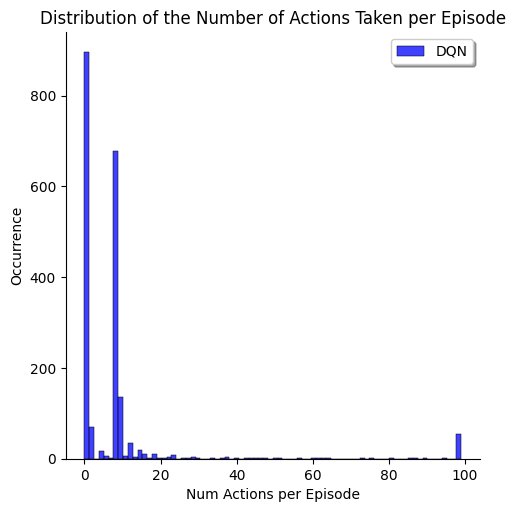 Distribution of the Number of Actions Taken per Episode
DQN
800
600
400
200
0
Occurrence
0 20 40 60 80 100
Num Actions per Episode